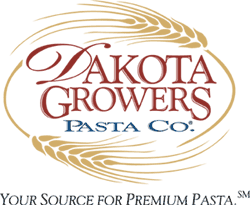 DAKOTA
GROWERS
PASTA CO.®
YOUR SOURCE FOR PREMIUM PASTA.℠